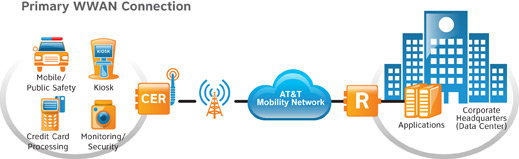 Primary WWAN Connection
KIOSK
Mobile/
Public Safety
Kiosk
Credit Card
Processing
Monitoring/
Security
CER
AT&T
Mobility Network
R
Applications
Corporate
Headquarters
(Data Center)